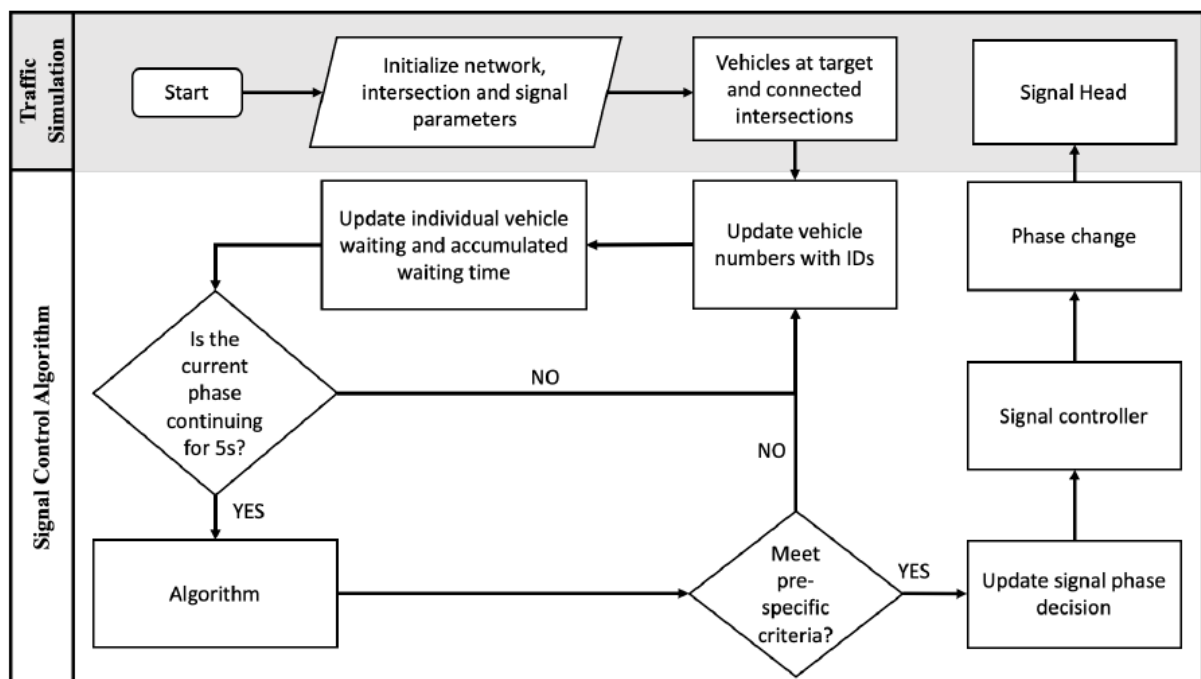 Traffic
Simulation
Start
Initialize network,
intersection and signal
parameters
Vehicles at target
and connected
intersections
Signal Head
Signal Control Algorithm
Update individual vehicle
waiting and accumulated
waiting time
Update vehicle
numbers with IDs
Phase change
Is the
current
phase
continuing
for 5s?
NO
NO
Signal controller
YES
Algorithm
Meet
pre-
specific
criteria?
YES
Update signal phase
decision